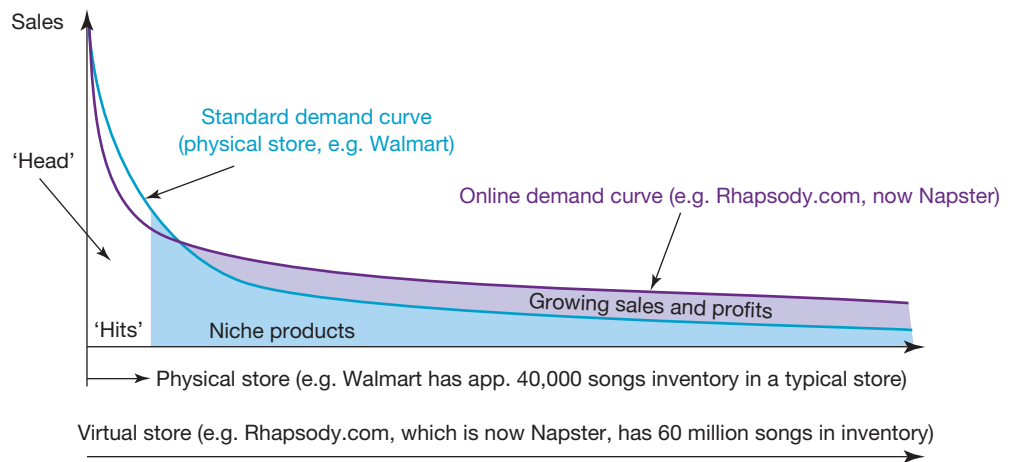 Sales
Standard demand curve
(physical store, e.g. Walmart)
‘Head’
Online demand curve (e.g. Rhapsody.com, now Napster)
Growing sales and profits
‘Hits’
Niche products
Physical store (e.g. Walmart has app. 40,000 songs inventory in a typical store)
Virtual store (e.g. Rhapsody.com, which is now Napster, has 60 million songs in inventory)